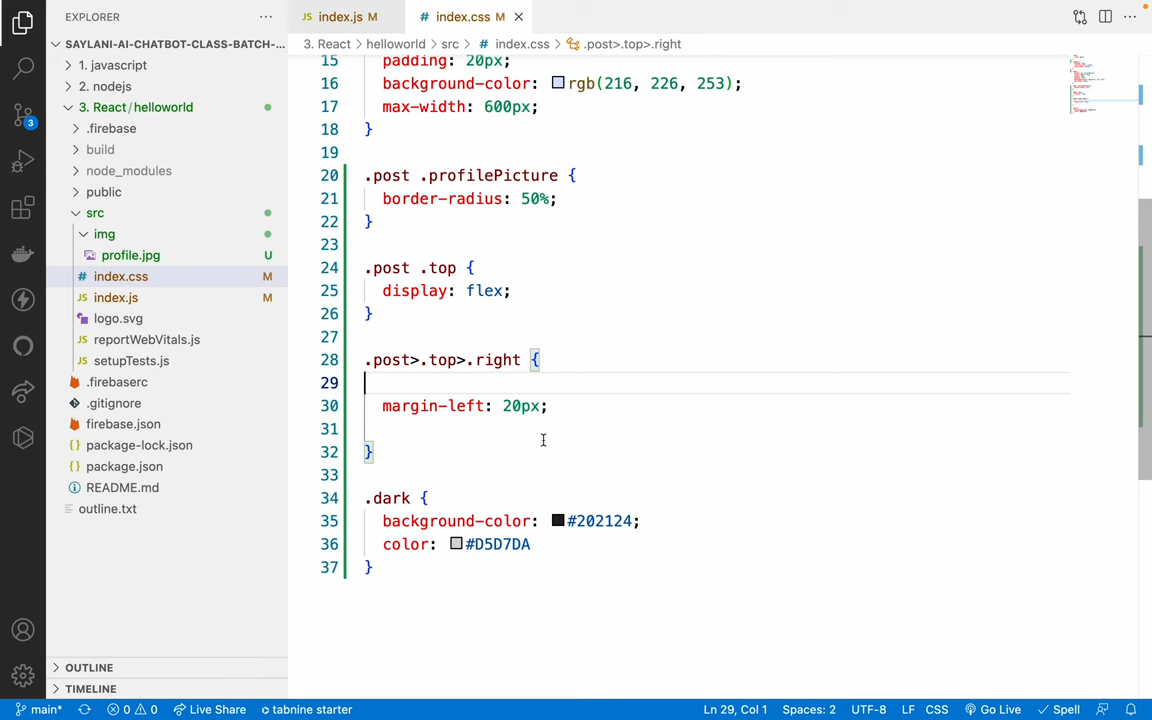 EXPLORER
index.js M
index.css M
SAYLANI-AI-CHATBOT-CLASS-BATCH-...
1. javascript
2. nodejs
3. React/helloworld
.firebase
build
node_modules
public
src
img
profile.jpg U
index.css M
index.js M
logo.svg
reportWebVitals.js
setupTests.js
.firebaserc
.gitignore
firebase.json
package-lock.json
package.json
README.md
outline.txt
OUTLINE
TIMELINE
3. React > helloworld > src > index.css > .post>.top>.right
15 padding: 20px;
16 background-color: rgb(216, 226, 253);
17 max-width: 600px;
18 }
19
20 .post .profilePicture {
21 border-radius: 50%;
22 }
23
24 .post .top {
25 display: flex;
26 }
27
28 .post>.top>.right {
29
30 margin-left: 20px;
31
32 }
33
34 .dark {
35 background-color: #202124;
36 color: #D5D7DA
37 }
3
main* 0 0 Live Share tabnine starter Ln 29, Col 1 Spaces: 2 UTF-8 LF CSS Go Live Spell